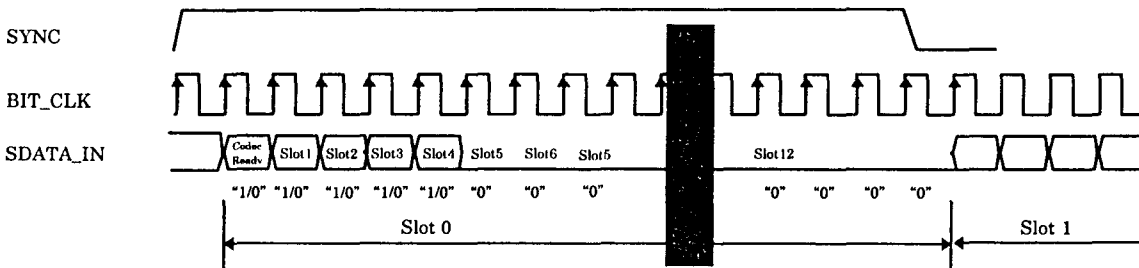 SYNC
BIT_CLK
SDATA_IN
Codec Ready Slot1 Slot2 Slot3 Slot4 Slot5 Slot6 Slot5 Slot12
“1/0” “1/0” “1/0” “1/0” “1/0” “0” “0” “0” “0” “0” “0” “0”
Slot 0 Slot 1